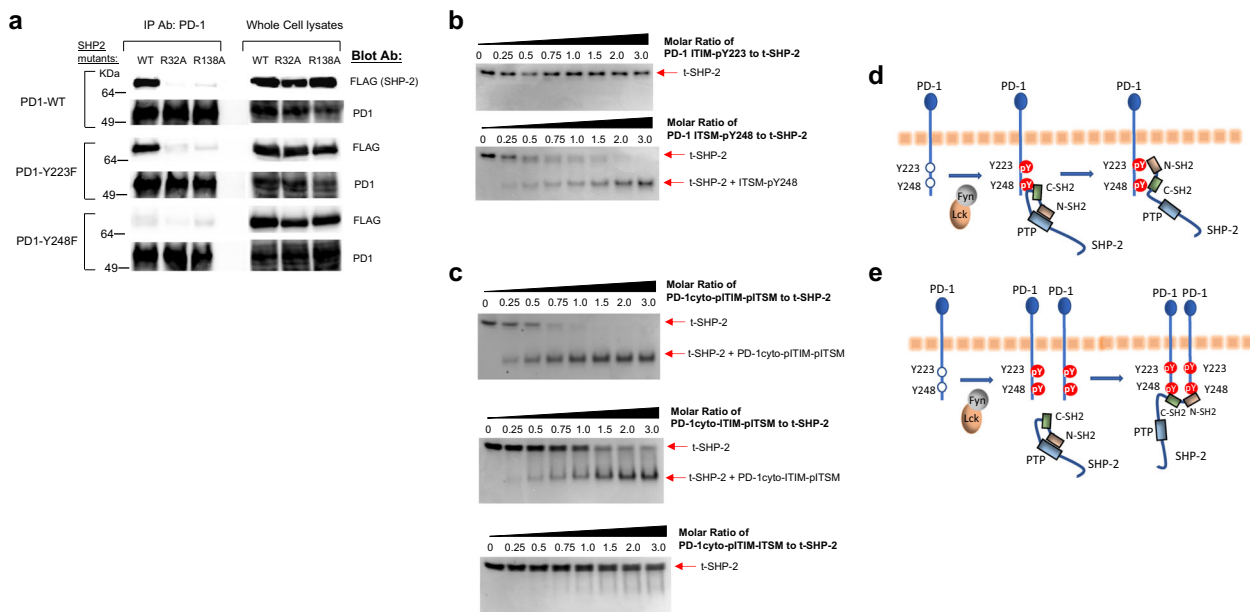 a
IP Ab: PD-1
Whole Cell lysates
SHP2
mutants:
WT R32A R138A
WT R32A R138A
Blot Ab:
KDa
64
49
PD1-WT
FLAG (SHP-2)
PD1
PD1-Y223F
64
49
FLAG
PD1
PD1-Y248F
64
49
FLAG
PD1
b
0 0.25 0.5 0.75 1.0 1.5 2.0 3.0
Molar Ratio of
PD-1 ITIM-pY223 to t-SHP-2
t-SHP-2
0 0.25 0.5 0.75 1.0 1.5 2.0 3.0
Molar Ratio of
PD-1 ITSM-pY248 to t-SHP-2
t-SHP-2
t-SHP-2 + ITSM-pY248
c
0 0.25 0.5 0.75 1.0 1.5 2.0 3.0
Molar Ratio of
PD-1cyto-pITIM-pITSM to t-SHP-2
t-SHP-2
t-SHP-2 + PD-1cyto-pITIM-pITSM
0 0.25 0.5 0.75 1.0 1.5 2.0 3.0
Molar Ratio of
PD-1cyto-ITIM-pITSM to t-SHP-2
t-SHP-2
t-SHP-2 + PD-1cyto-ITIM-pITSM
0 0.25 0.5 0.75 1.0 1.5 2.0 3.0
Molar Ratio of
PD-1cyto-pITIM-ITSM to t-SHP-2
t-SHP-2
d
PD-1
PD-1
PD-1
Y223
Y248
Fyn
Lck
Y223
Y248
pY
pY
C-SH2
N-SH2
PTP
SHP-2
Y223
Y248
pY
pY
N-SH2
C-SH2
PTP
SHP-2
e
PD-1
PD-1
PD-1
PD-1
PD-1
Y223
Y248
Fyn
Lck
Y223
Y248
pY
pY
pY
pY
C-SH2
N-SH2
PTP
SHP-2
Y223
Y248
pY
pY
pY
pY
Y223
Y248
C-SH2
N-SH2
PTP
SHP-2